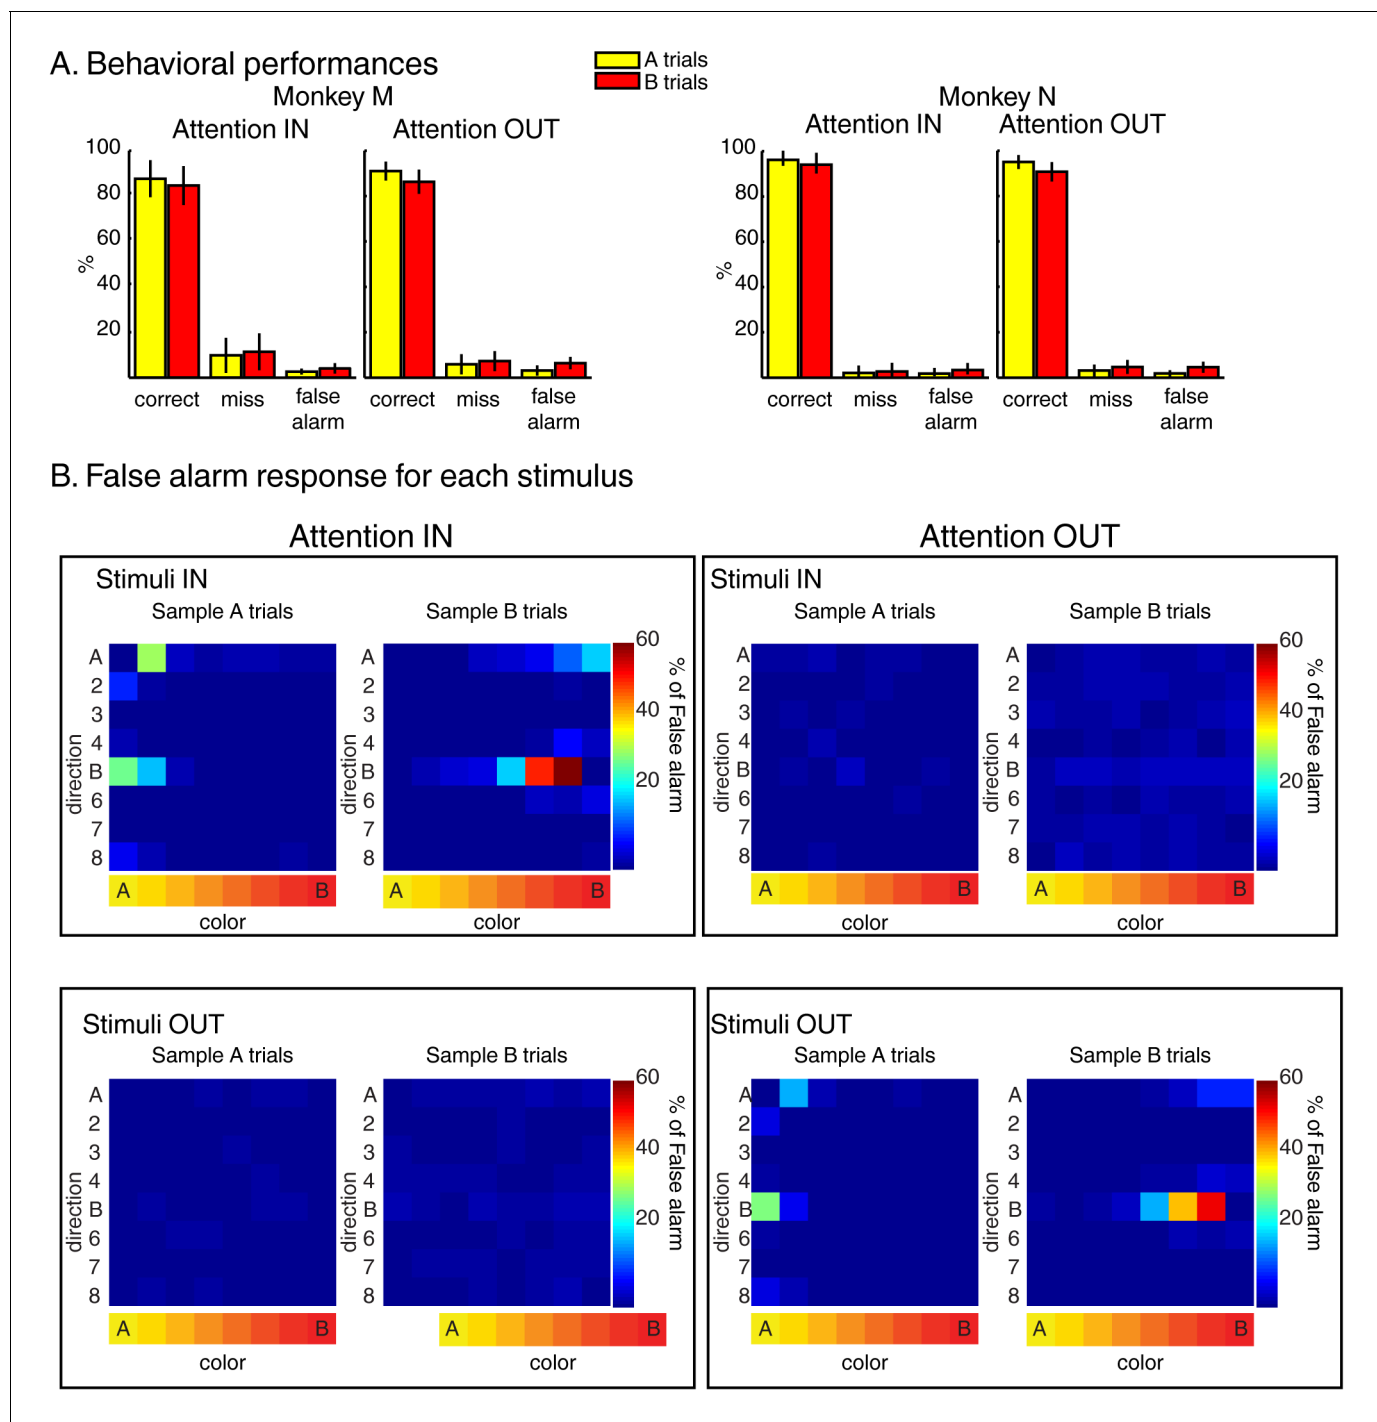 A. Behavioral performances
A trials
B trials
Monkey M
Attention IN
Attention OUT
100
80
60
40
20
%
correct
miss
false
alarm
correct
miss
false
alarm
Monkey N
Attention IN
Attention OUT
100
80
60
40
20
%
correct
miss
false
alarm
correct
miss
false
alarm
B. False alarm response for each stimulus
Attention IN
Stimuli IN
Sample A trials
direction
A
2
3
4
B
6
7
8
A B
color
Sample B trials
direction
A
2
3
4
B
6
7
8
A B
color
60
40
20
% of False alarm
Attention OUT
Stimuli IN
Sample A trials
direction
A
2
3
4
B
6
7
8
A B
color
Sample B trials
direction
A
2
3
4
B
6
7
8
A B
color
60
40
20
% of False alarm
Stimuli OUT
Sample A trials
direction
A
2
3
4
B
6
7
8
A B
color
Sample B trials
direction
A
2
3
4
B
6
7
8
A B
color
60
40
20
% of False alarm
Stimuli OUT
Sample A trials
direction
A
2
3
4
B
6
7
8
A B
color
Sample B trials
direction
A
2
3
4
B
6
7
8
A B
color
60
40
20
% of False alarm